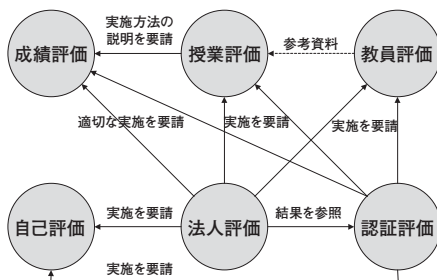 実施方法の
説明を要請
成績評価
授業評価
参考資料
教員評価
適切な実施を要請
実施を要請
実施を要請
自己評価
実施を要請
法人評価
結果を参照
認証評価
実施を要請